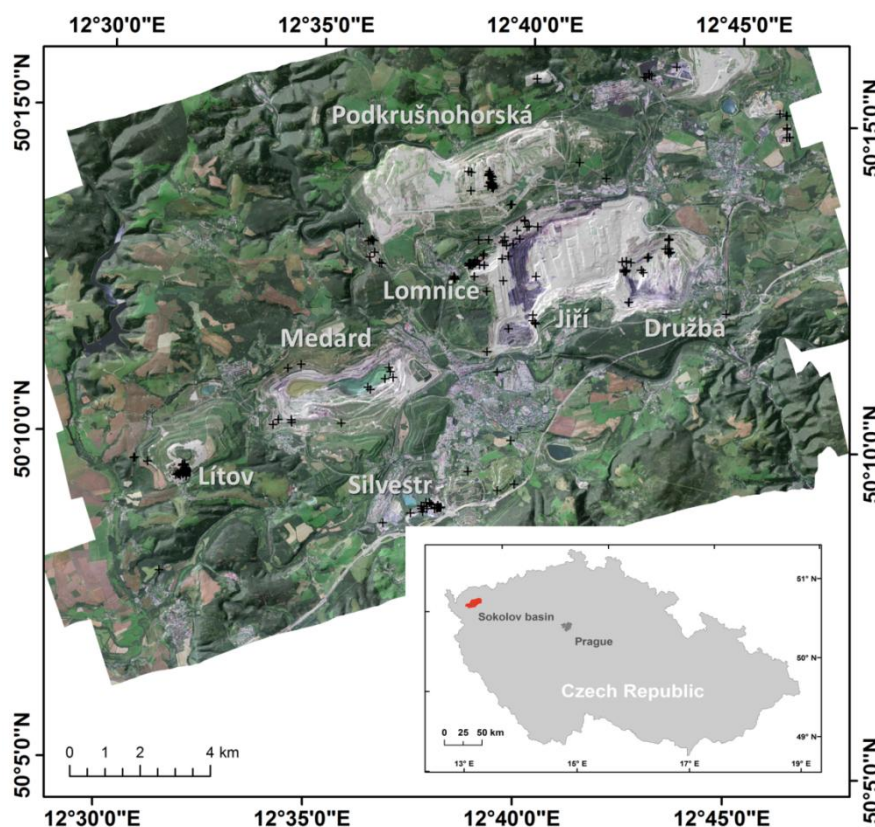 12°30'0"E 12°35'0"E 12°40'0"E 12°45'0"E
50°15'0"N
50°15'0"N
Podkrušnohorská
Lomnice
Jiří
Družba
Medard
50°10'0"N
50°10'0"N
Lítov
Silvestr
51°N
Sokolov basin
Prague
50°N
Czech Republic
0 25 50 km
49°N
13°E 15°E 17°E 19°E
0 1 2 4 km
50°5'0"N
50°5'0"N
12°30'0"E 12°35'0"E 12°40'0"E 12°45'0"E